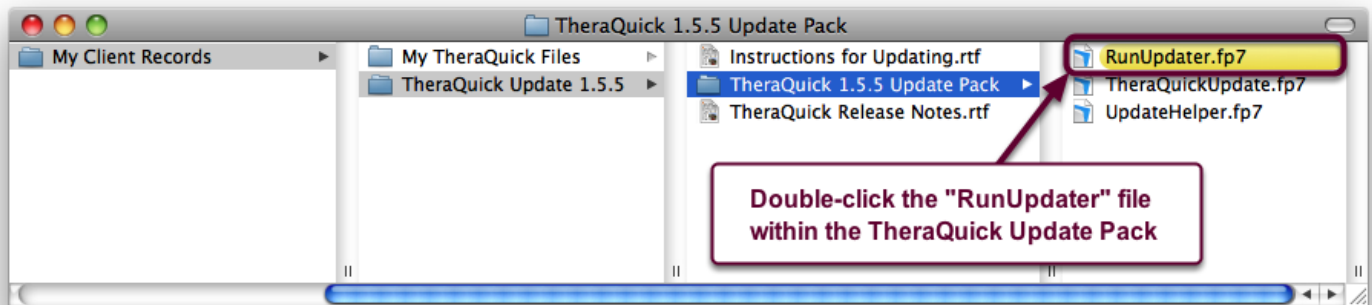 TheraQuick 1.5.5 Update Pack
My Client Records
My TheraQuick Files
TheraQuick Update 1.5.5
Instructions for Updating.rtf
TheraQuick 1.5.5 Update Pack
TheraQuick Release Notes.rtf
RunUpdater.fp7
TheraQuickUpdate.fp7
UpdateHelper.fp7
Double-click the "RunUpdater" file
within the TheraQuick Update Pack